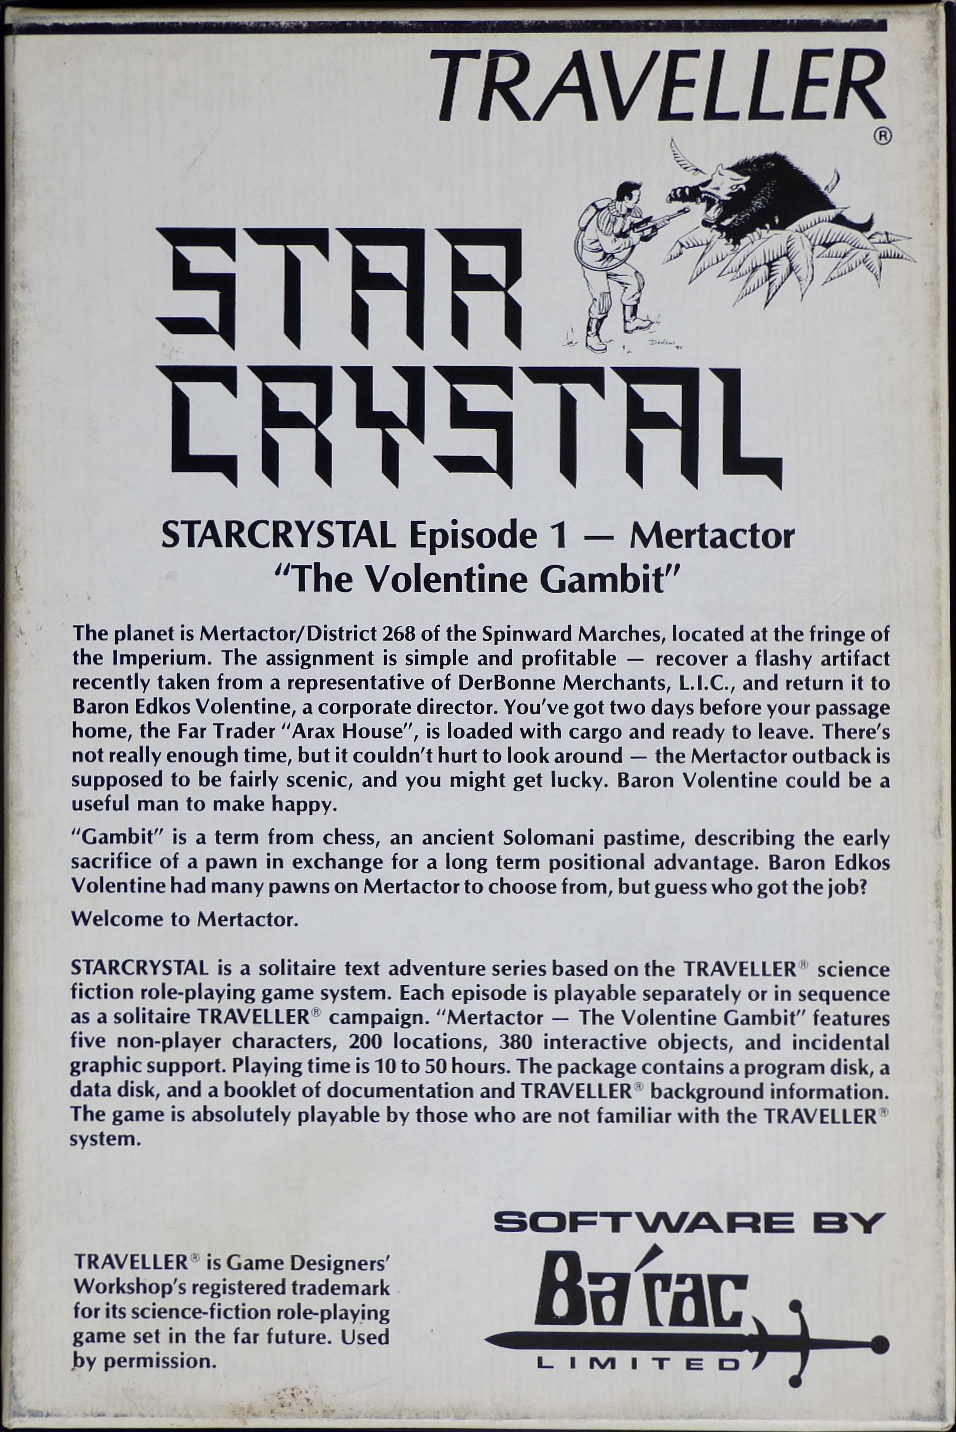 TRAVELLER
®
STAR
CRYSTAL
STARCRYSTAL Episode 1 — Mertactor
“The Volentine Gambit”
The planet is Mertactor/District 268 of the Spinward Marches, located at the fringe of
the Imperium. The assignment is simple and profitable — recover a flashy artifact
recently taken from a representative of DerBonne Merchants, L.I.C., and return it to
Baron Edkos Volentine, a corporate director. You’ve got two days before your passage
home, the Far Trader “Arax House”, is loaded with cargo and ready to leave. There’s
not really enough time, but it couldn’t hurt to look around — the Mertactor outback is
supposed to be fairly scenic, and you might get lucky. Baron Volentine could be a
useful man to make happy.
“Gambit” is a term from chess, an ancient Solomani pastime, describing the early
sacrifice of a pawn in exchange for a long term positional advantage. Baron Edkos
Volentine had many pawns on Mertactor to choose from, but guess who got the job?
Welcome to Mertactor.
STARCRYSTAL is a solitaire text adventure series based on the TRAVELLER® science
fiction role-playing game system. Each episode is playable separately or in sequence
as a solitaire TRAVELLER® campaign. “Mertactor — The Volentine Gambit” features
five non-player characters, 200 locations, 380 interactive objects, and incidental
graphic support. Playing time is 10 to 50 hours. The package contains a program disk, a
data disk, and a booklet of documentation and TRAVELLER® background information.
The game is absolutely playable by those who are not familiar with the TRAVELLER®
system.
TRAVELLER® is Game Designers’
Workshop’s registered trademark
for its science-fiction role-playing
game set in the far future. Used
by permission.
SOFTWARE BY
Ba’rac
LIMITED